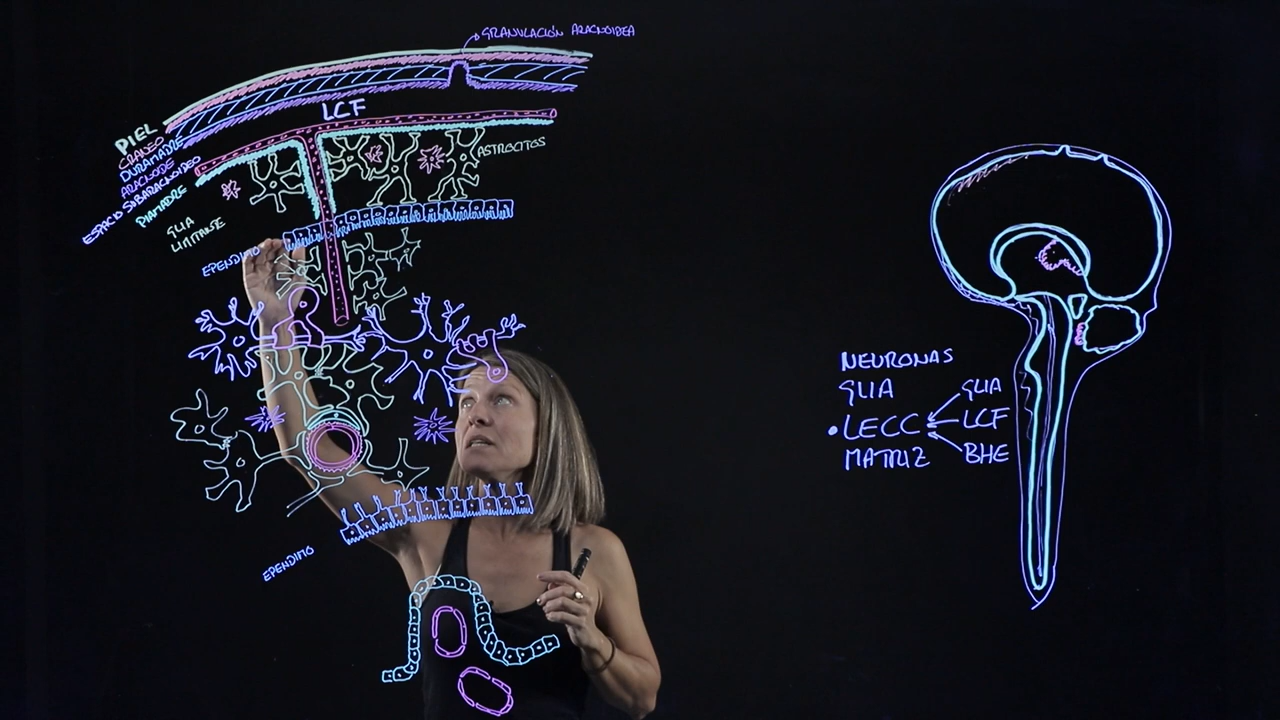 GRANULACIÓN ARACNOIDEA
LCF
PIEL
CRANEO
DURAMADRE
ARACNOIDE
ESPACIO SUBARACNOIDEO
PIAMADRE
GLIA
LIMITANTE
ASTROCITOS
EPENDIMO
EPENDIMO
NEURONAS
GLIA
• LECC
MATRIZ
GLIA
LCF
BHE